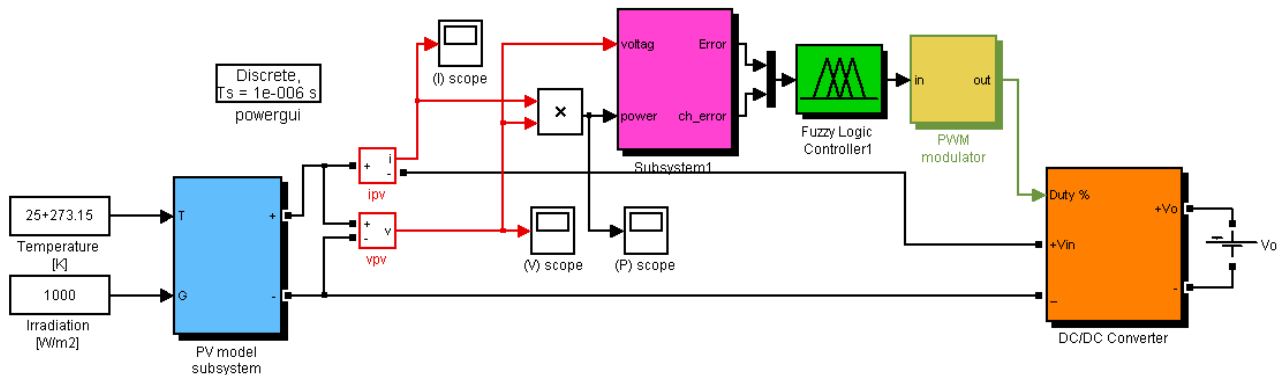 Discrete,
Ts = 1e-006 s
powergui
(I) scope
voltag
Error
power
ch_error
Subsystem1
Fuzzy Logic
Controller1
in
out
PWM
modulator
×
i
+
-
ipv
+
-
v
vpv
(V) scope
(P) scope
25+273.15
Temperature
[K]
1000
Irradiation
[W/m2]
T
+
G
-
PV model
subsystem
Duty %
+Vo
+Vin
-
–
DC/DC Converter
Vo